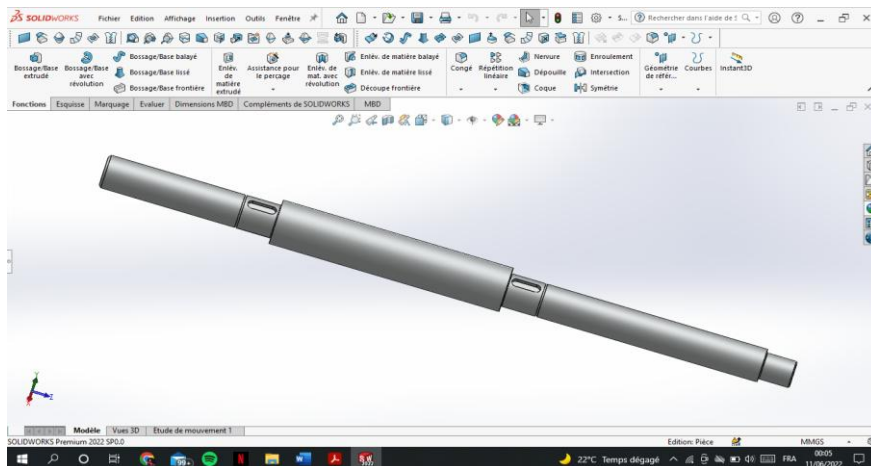 SOLIDWORKS Fichier Edition Affichage Insertion Outils Fenêtre S... Rechercher dans l'aide de S
Bossage/Base extrudé
Bossage/Base avec révolution
Bossage/Base balayé
Bossage/Base lissé
Bossage/Base frontière
Enlèv. de matière extrudé
Assistance pour le perçage
Enlèv. de mat. avec révolution
Enlèv. de matière balayé
Enlèv. de matière lissé
Découpe frontière
Congé
Répétition linéaire
Nervure
Dépouille
Coque
Enroulement
Intersection
Symétrie
Géométrie de référ...
Courbes
Instant3D
Fonctions Esquisse Marquage Evaluer Dimensions MBD Compléments de SOLIDWORKS MBD
Modèle Vues 3D Etude de mouvement 1
SOLIDWORKS Premium 2022 SP0.0 Edition: Pièce MMGS
99+ 2022 22°C Temps dégagé FRA 00:05
11/06/2022